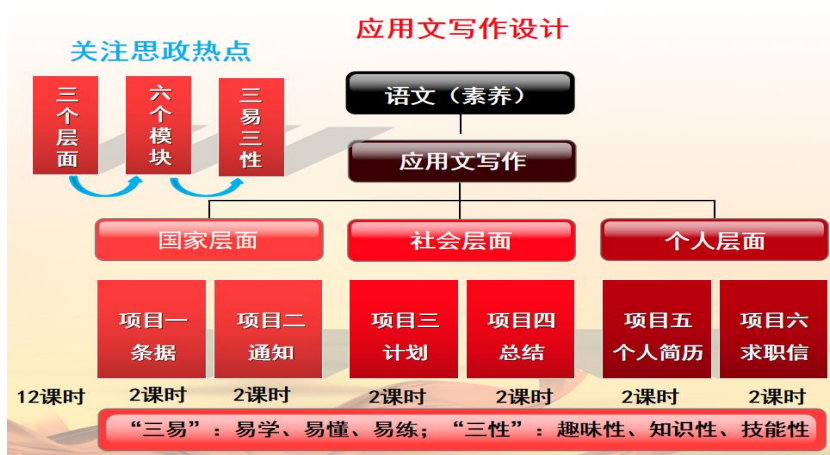 应用文写作设计
关注思政热点
三个层面
六个模块
三易三性
语文（素养）
应用文写作
国家层面
社会层面
个人层面
项目一
条据
项目二
通知
项目三
计划
项目四
总结
项目五
个人简历
项目六
求职信
12课时
2课时
2课时
2课时
2课时
2课时
2课时
“三易”：易学、易懂、易练；“三性”：趣味性、知识性、技能性